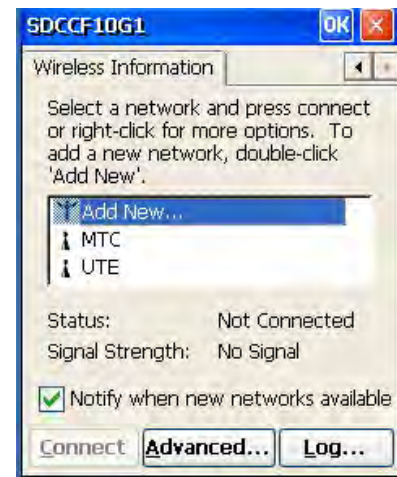 SDCCF10G1 OK
Wireless Information
Select a network and press connect
or right-click for more options. To
add a new network, double-click
'Add New'.
Add New...
MTC
UTE
Status: Not Connected
Signal Strength: No Signal
Notify when new networks available
Connect Advanced... Log...